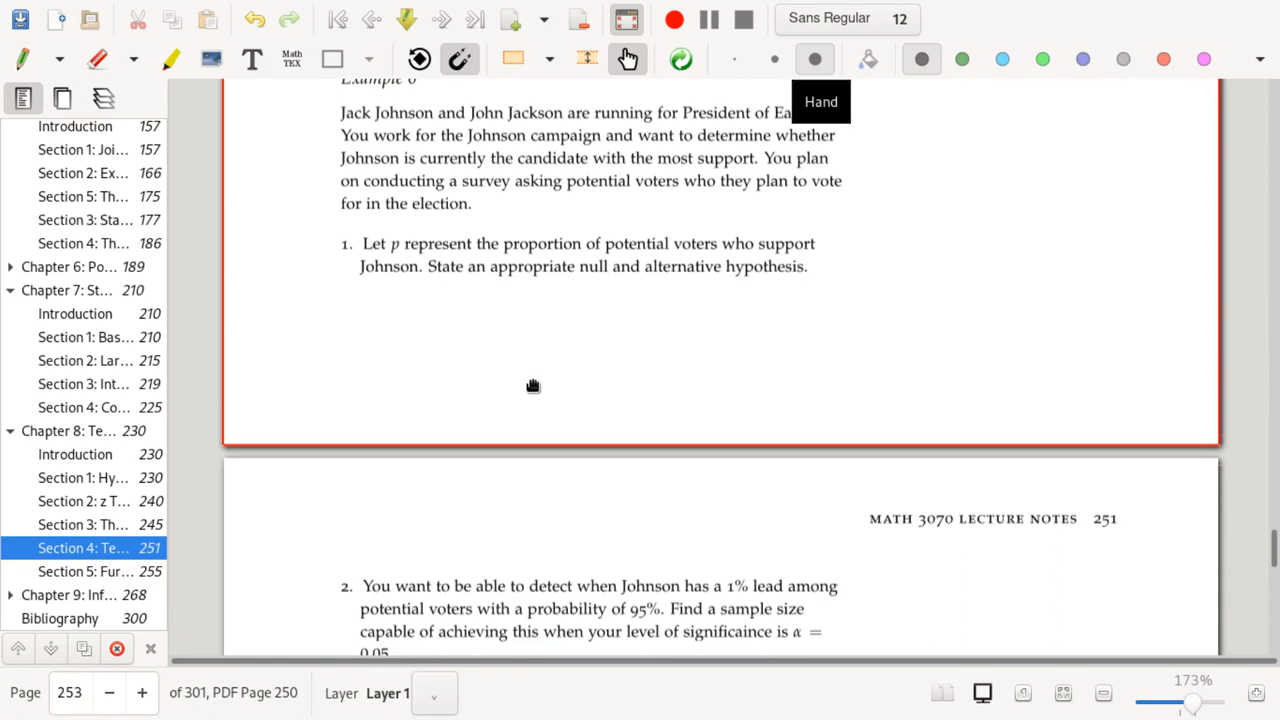 Sans Regular 12
Math
TEX
Hand
Introduction 157
Section 1: Joi... 157
Section 2: Ex... 166
Section 5: Th... 175
Section 3: Sta... 177
Section 4: Th... 186
Chapter 6: Po... 189
Chapter 7: St... 210
Introduction 210
Section 1: Bas... 210
Section 2: Lar... 215
Section 3: Int... 219
Section 4: Co... 225
Chapter 8: Te... 230
Introduction 230
Section 1: Hy... 230
Section 2: z T... 240
Section 3: Th... 245
Section 4: Te... 251
Section 5: Fur... 255
Chapter 9: Inf... 268
Bibliography 300
Example 6
Jack Johnson and John Jackson are running for President of Ea
You work for the Johnson campaign and want to determine whether
Johnson is currently the candidate with the most support. You plan
on conducting a survey asking potential voters who they plan to vote
for in the election.
1. Let p represent the proportion of potential voters who support
Johnson. State an appropriate null and alternative hypothesis.
MATH 3070 LECTURE NOTES 251
2. You want to be able to detect when Johnson has a 1% lead among
potential voters with a probability of 95%. Find a sample size
capable of achieving this when your level of significaince is α =
0.05.
Page 253 of 301, PDF Page 250 Layer Layer 1 173%